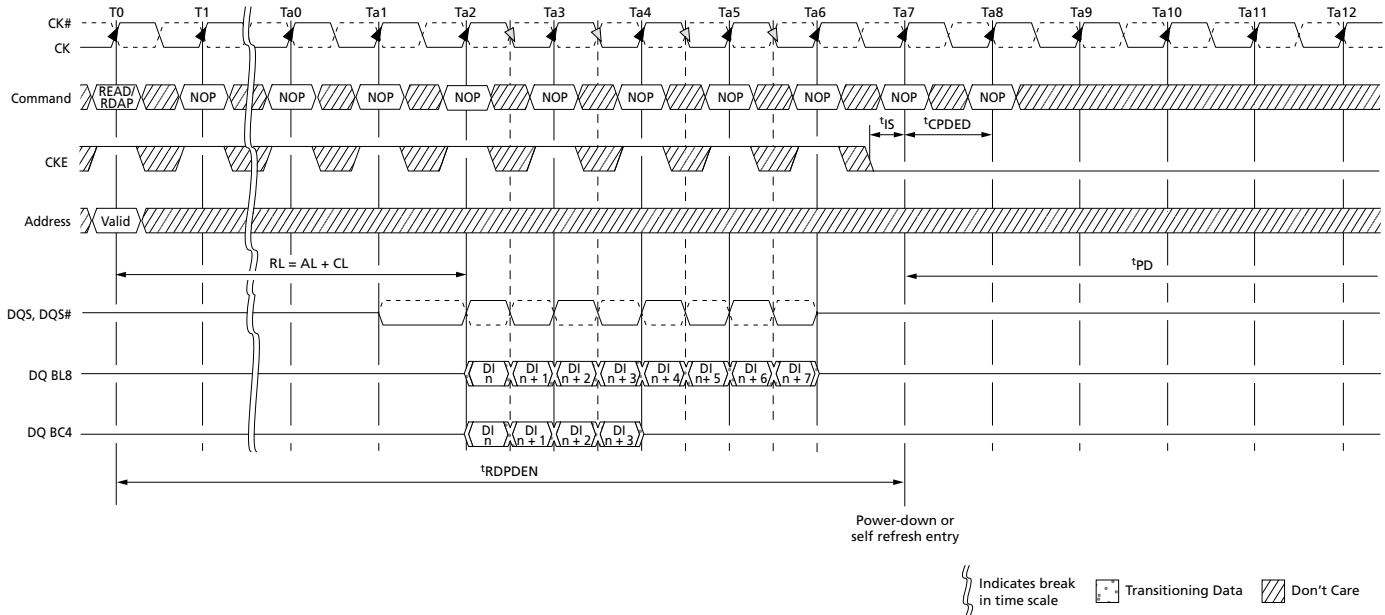 T0 T1 Ta0 Ta1 Ta2 Ta3 Ta4 Ta5 Ta6 Ta7 Ta8 Ta9 Ta10 Ta11 Ta12
CK#
CK
Command READ/ RDAP NOP NOP NOP NOP NOP NOP NOP NOP NOP NOP
tIS tCPDED
CKE
Address Valid
RL = AL + CL tPD
DQS, DQS#
DQ BL8 DI n DI n + 1 DI n + 2 DI n + 3 DI n + 4 DI n+ 5 DI n + 6 DI n + 7
DQ BC4 DI n DI n + 1 DI n + 2 DI n + 3
tRDPDEN
Power-down or
self refresh entry
Indicates break
in time scale
Transitioning Data
Don't Care